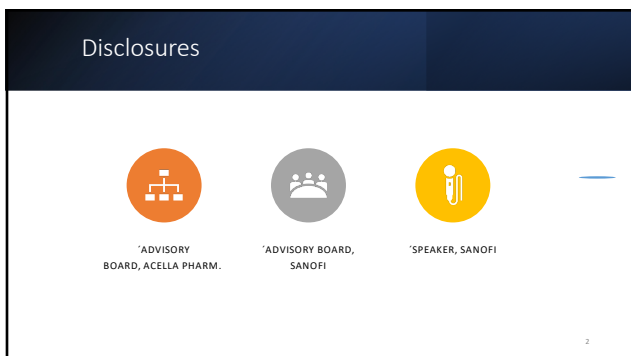 Disclosures
´ADVISORY
BOARD, ACELLA PHARM.
´ADVISORY BOARD,
SANOFI
´SPEAKER, SANOFI
2